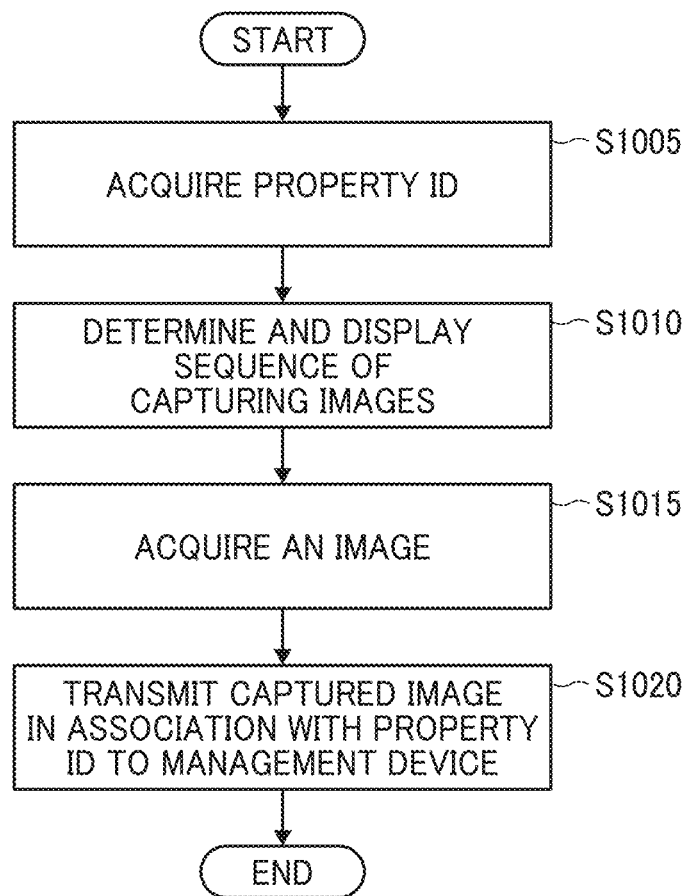 START
ACQUIRE PROPERTY ID
S1005
DETERMINE AND DISPLAY
SEQUENCE OF
CAPTURING IMAGES
S1010
ACQUIRE AN IMAGE
S1015
TRANSMIT CAPTURED IMAGE
IN ASSOCIATION WITH PROPERTY
ID TO MANAGEMENT DEVICE
S1020
END